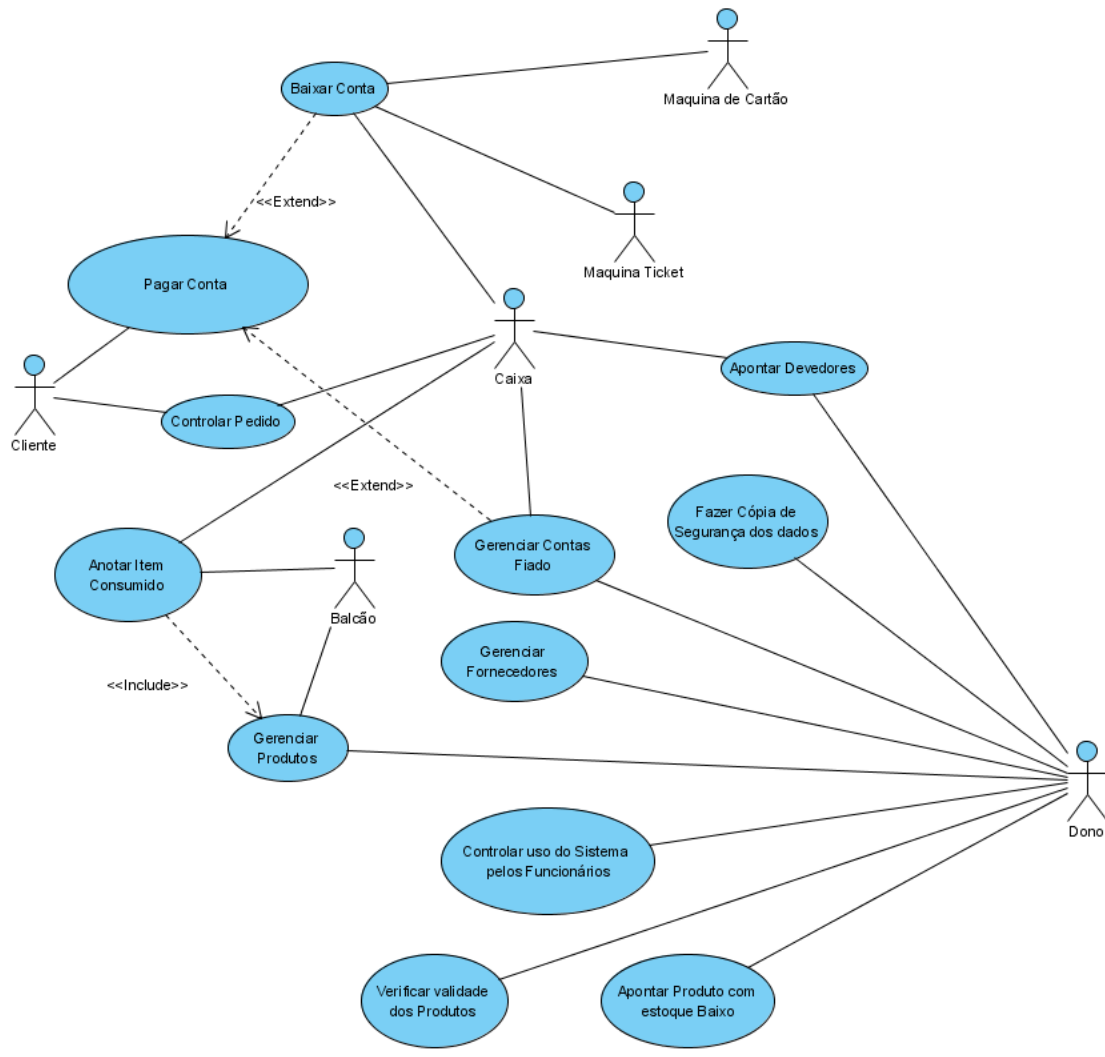 Baixar Conta
Maquina de Cartão
<<Extend>>
Maquina Ticket
Pagar Conta
Caixa
Apontar Devedores
Cliente
Controlar Pedido
<<Extend>>
Fazer Cópia de
Segurança dos dados
Anotar Item
Consumido
Gerenciar Contas
Fiado
Balcão
Gerenciar
Fornecedores
<<Include>>
Gerenciar
Produtos
Dono
Controlar uso do Sistema
pelos Funcionários
Verificar validade
dos Produtos
Apontar Produto com
estoque Baixo